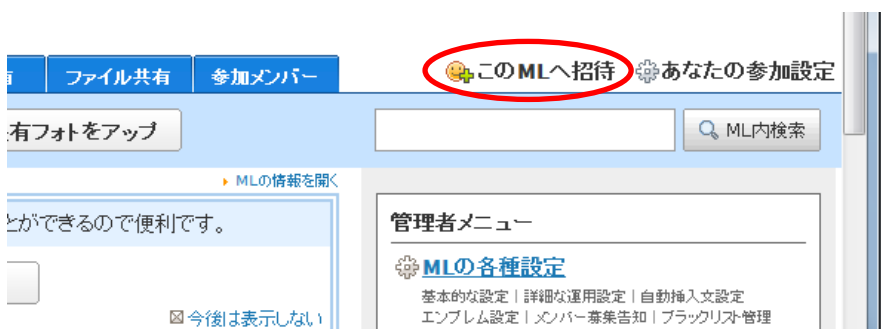 ファイル共有 参加メンバー このMLへ招待 あなたの参加設定
有フォトをアップ ML内検索
MLの情報を開く
とができるので便利です。
管理者メニュー
MLの各種設定
基本的な設定 | 詳細な運用設定 | 自動挿入文設定
今後は表示しない エンブレム設定 | メンバー募集告知 | ブラックリスト管理